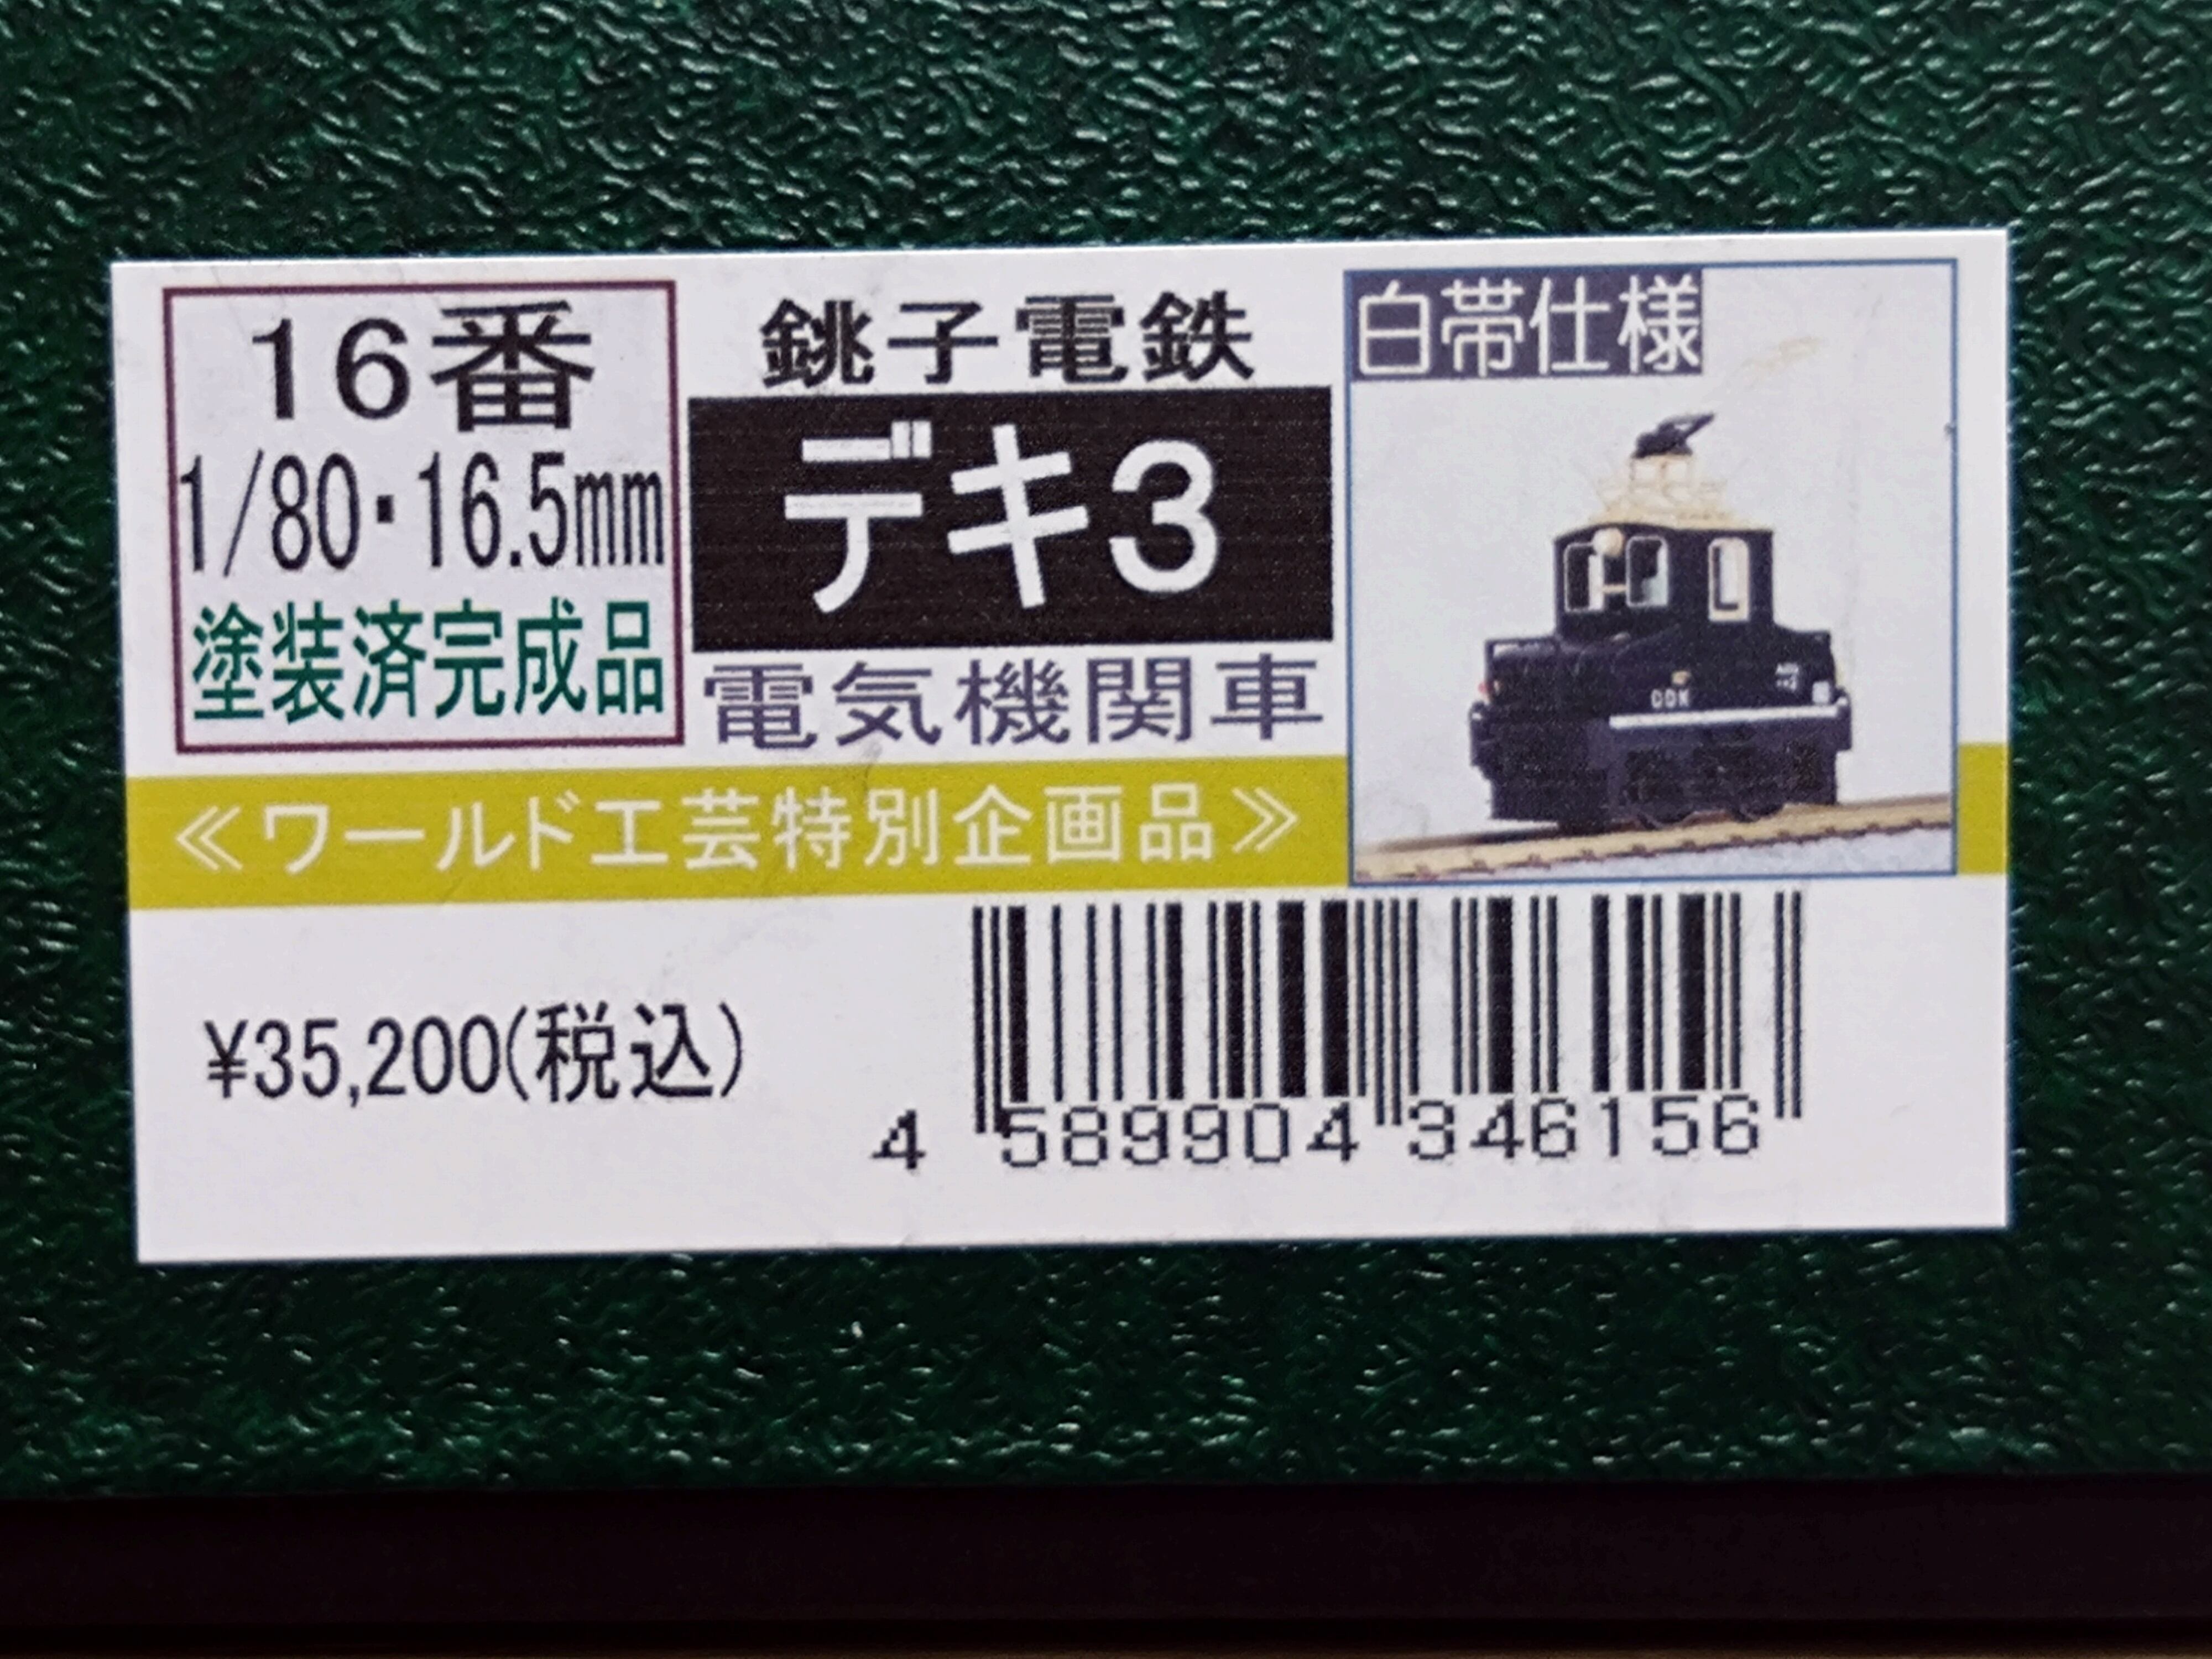 16番
1/80・16.5mm
塗装済完成品
銚子電鉄
デキ3
電気機関車
白帯仕様
≪ワールド工芸特別企画品≫
¥35,200(税込)
4 589904 346156